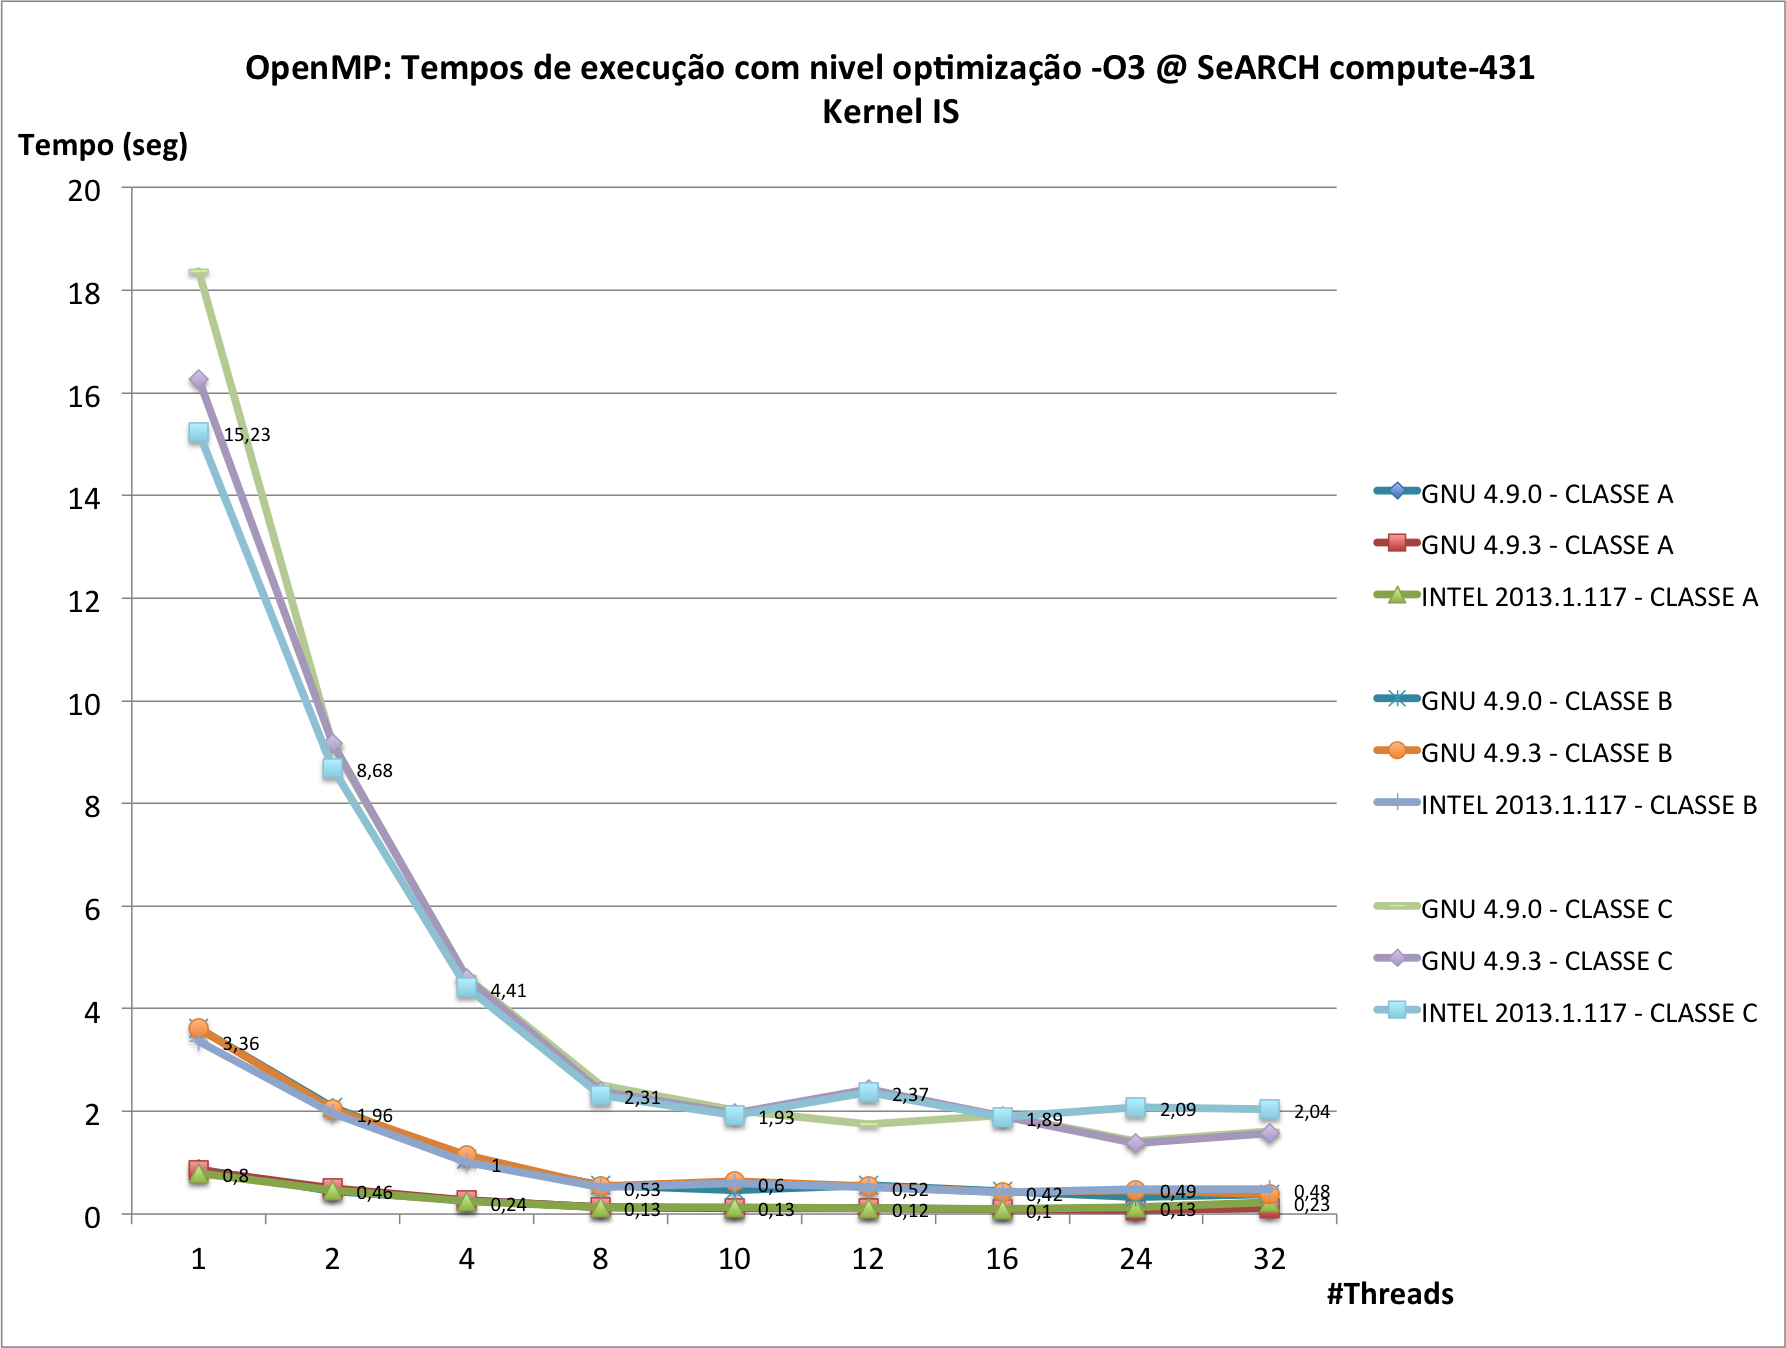 OpenMP: Tempos de execução com nivel optimização -O3 @ SeARCH compute-431
Kernel IS
Tempo (seg)
20
18
16
14
12
10
8
6
4
2
0
15,23
8,68
4,41
2,31
1,93
2,37
1,89
2,09
2,04
3,36
1,96
1
0,53
0,6
0,52
0,42
0,49
0,48
0,8
0,46
0,24
0,13
0,13
0,12
0,1
0,13
0,23
1 2 4 8 10 12 16 24 32
#Threads
GNU 4.9.0 - CLASSE A
GNU 4.9.3 - CLASSE A
INTEL 2013.1.117 - CLASSE A
GNU 4.9.0 - CLASSE B
GNU 4.9.3 - CLASSE B
INTEL 2013.1.117 - CLASSE B
GNU 4.9.0 - CLASSE C
GNU 4.9.3 - CLASSE C
INTEL 2013.1.117 - CLASSE C